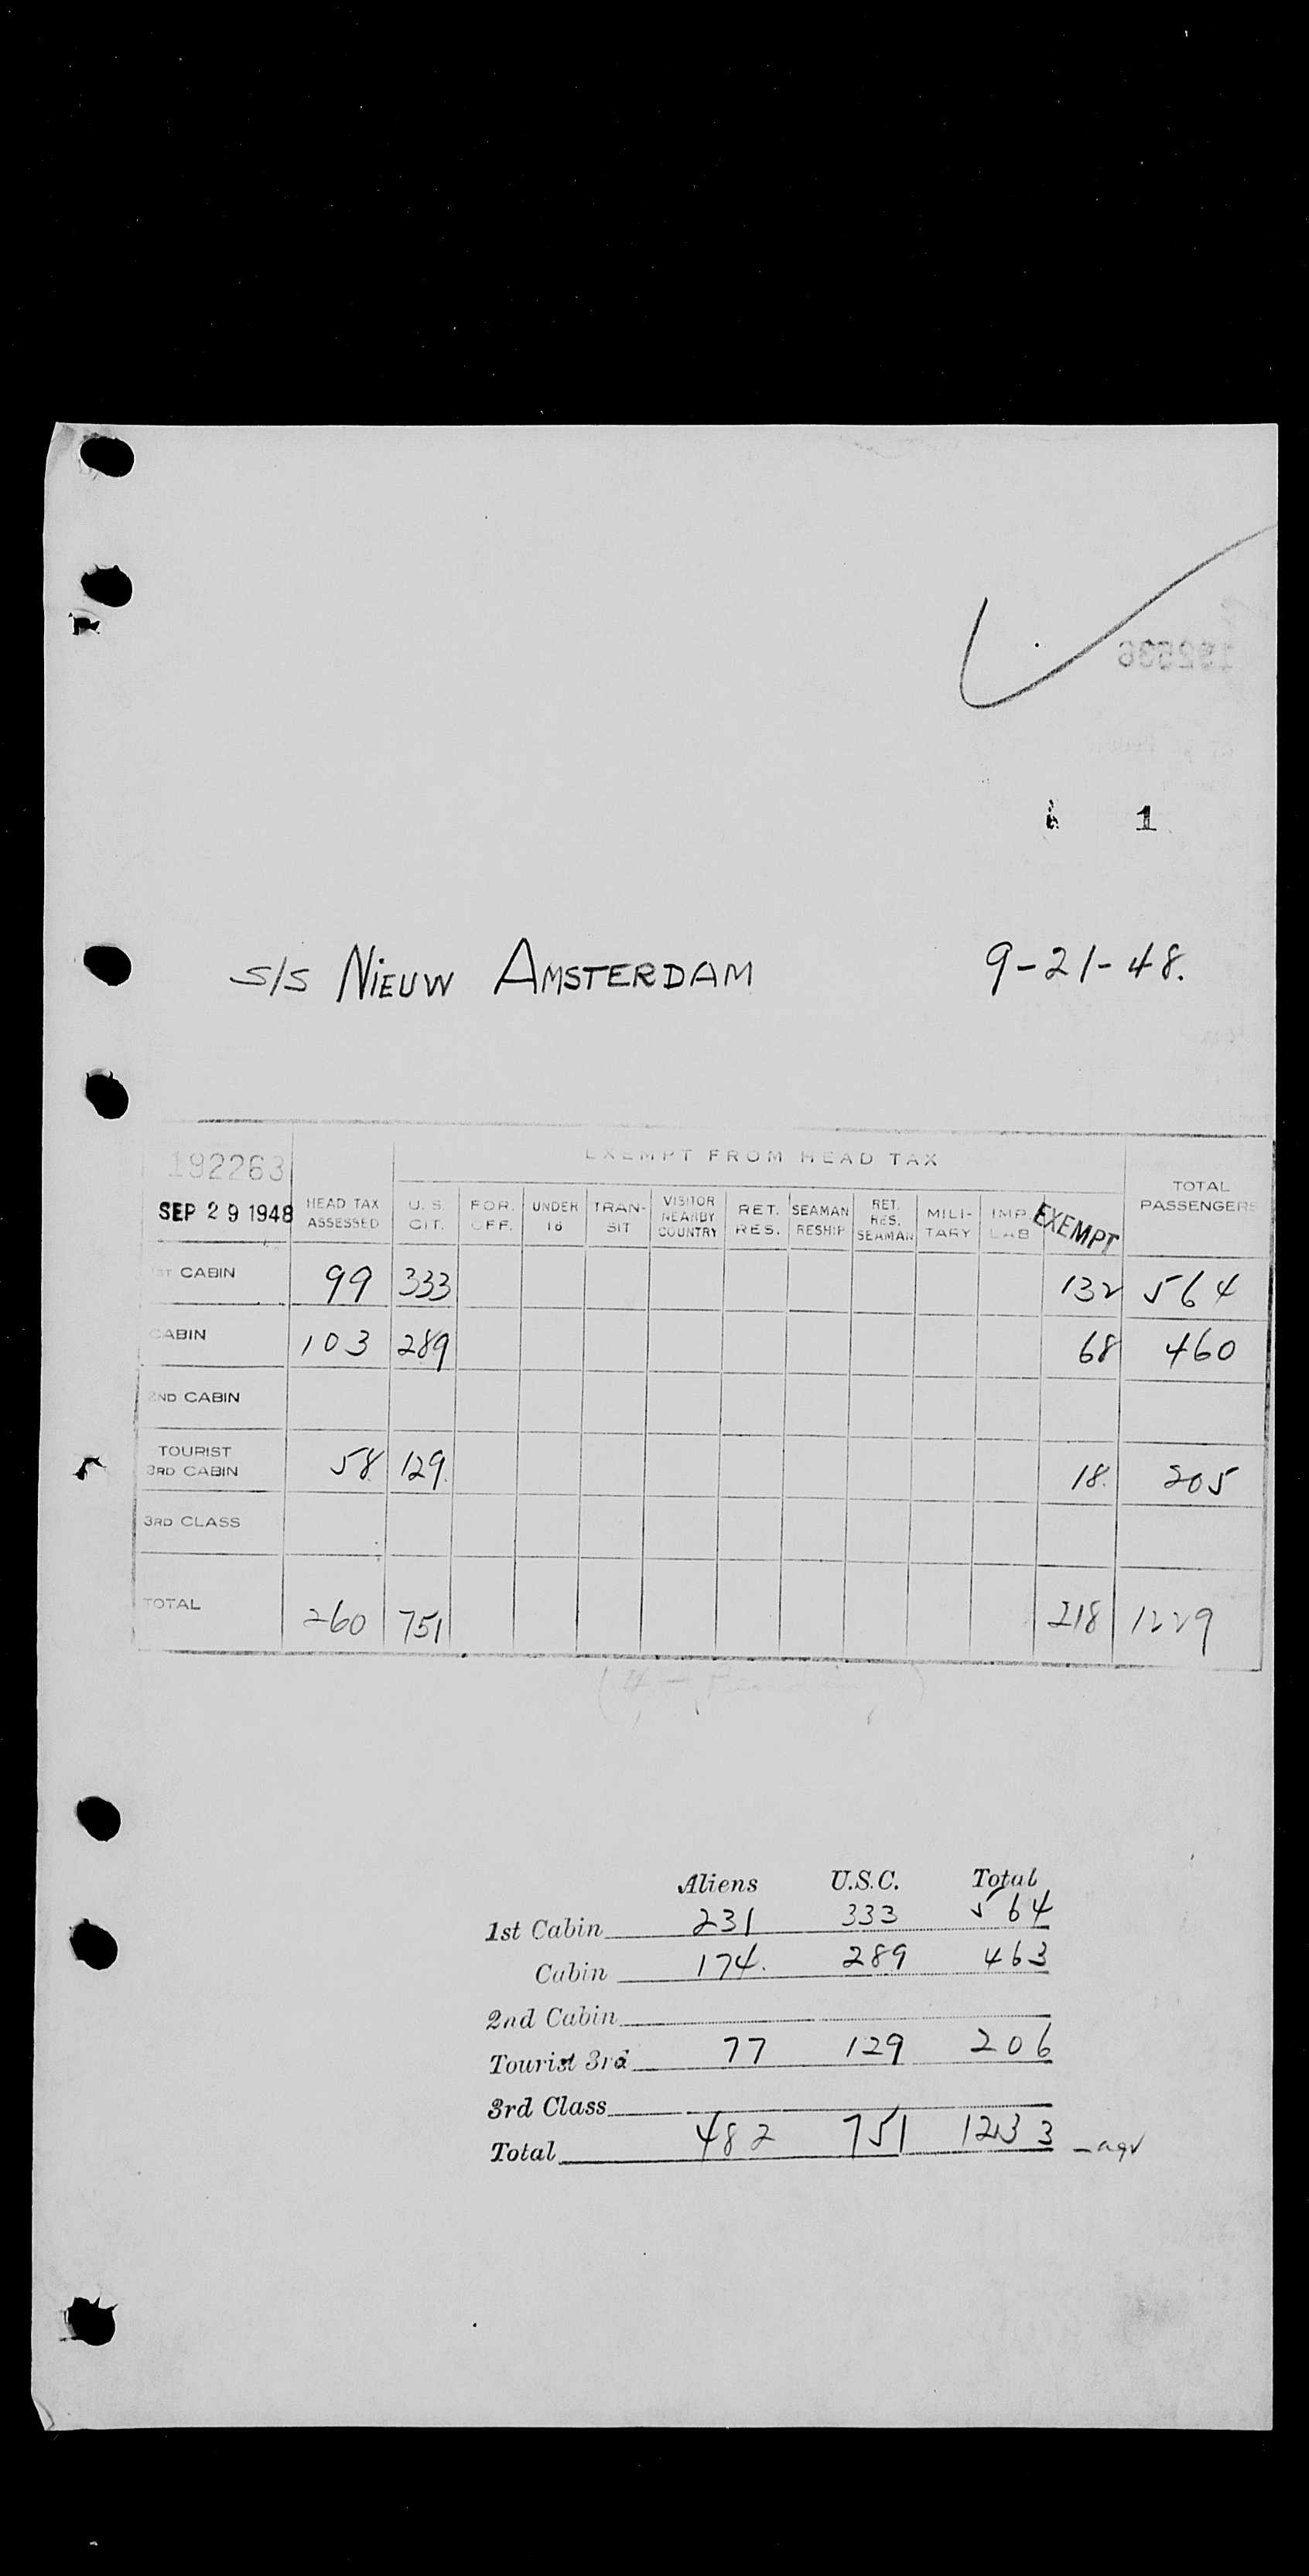 192536
1
S/S NIEUW AMSTERDAM 9-21-48.
192263
EXEMPT FROM HEAD TAX
SEP 29 1948 HEAD TAX ASSESSED U. S. CIT. FOR. OFF. UNDER 16 TRAN- SIT VISITOR NEARBY COUNTRY RET. RES. SEAMAN RESHIP RET. RES. SEAMAN MILI- TARY IMP LAB EXEMPT TOTAL PASSENGERS
1ST CABIN 99 333 132 564
CABIN 103 289 68 460
2ND CABIN
TOURIST
3RD CABIN 58 129. 18. 205
3RD CLASS
TOTAL 260 751 218 1229
Aliens U.S.C. Total
1st Cabin 231 333 564
Cabin 174. 289 463
2nd Cabin
Tourist 3rd 77 129 206
3rd Class
Total 482 751 1233